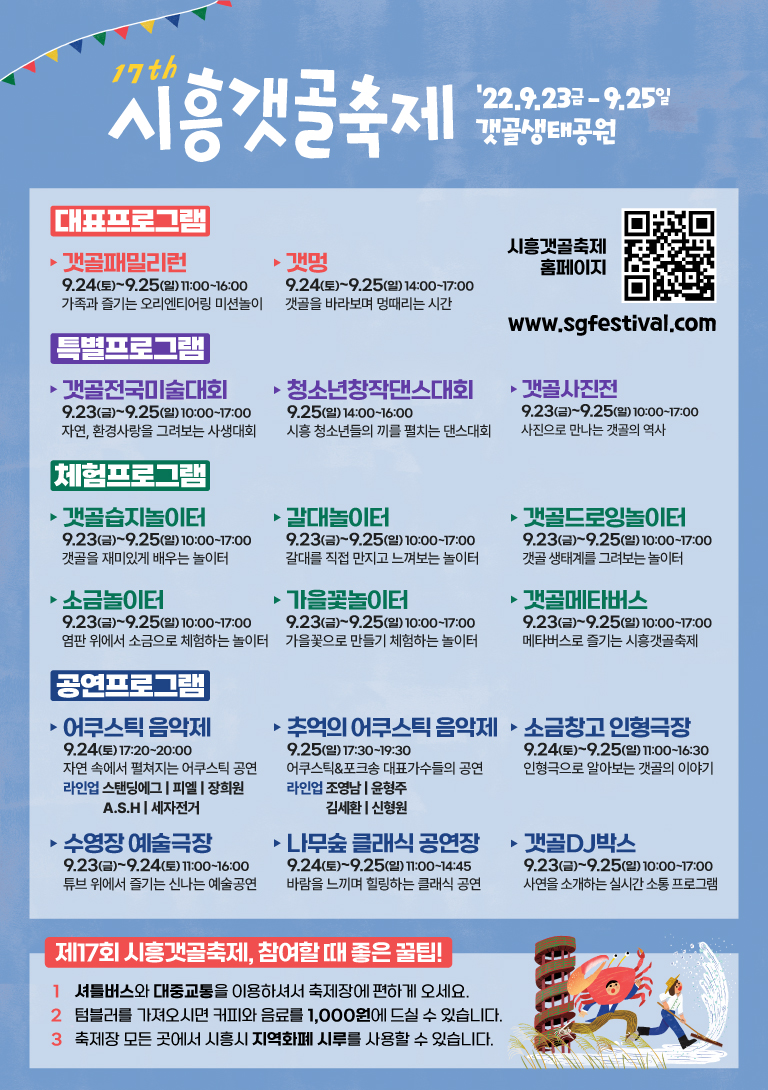 17th
시흥갯골축제
'22.9.23금 - 9.25일
갯골생태공원
대표프로그램
시흥갯골축제
홈페이지
www.sgfestival.com
갯골패밀리런
9.24(토)~9.25(일) 11:00~16:00
가족과 즐기는 오리엔티어링 미션놀이
갯멍
9.24(토)~9.25(일) 14:00~17:00
갯골을 바라보며 멍때리는 시간
특별프로그램
갯골전국미술대회
9.23(금)~9.25(일) 10:00~17:00
자연, 환경사랑을 그려보는 사생대회
청소년창작댄스대회
9.25(일) 14:00~16:00
시흥 청소년들의 끼를 펼치는 댄스대회
갯골사진전
9.23(금)~9.25(일) 10:00~17:00
사진으로 만나는 갯골의 역사
체험프로그램
갯골습지놀이터
9.23(금)~9.25(일) 10:00~17:00
갯골을 재미있게 배우는 놀이터
갈대놀이터
9.23(금)~9.25(일) 10:00~17:00
갈대를 직접 만지고 느껴보는 놀이터
갯골드로잉놀이터
9.23(금)~9.25(일) 10:00~17:00
갯골 생태계를 그려보는 놀이터
소금놀이터
9.23(금)~9.25(일) 10:00~17:00
염판 위에서 소금으로 체험하는 놀이터
가을꽃놀이터
9.23(금)~9.25(일) 10:00~17:00
가을꽃으로 만들기 체험하는 놀이터
갯골메타버스
9.23(금)~9.25(일) 10:00~17:00
메타버스로 즐기는 시흥갯골축제
공연프로그램
어쿠스틱 음악제
9.24(토) 17:20~20:00
자연 속에서 펼쳐지는 어쿠스틱 공연
라인업 스탠딩에그 | 피엘 | 장희원
A.S.H | 세자전거
추억의 어쿠스틱 음악제
9.25(일) 17:30~19:30
어쿠스틱&포크송 대표가수들의 공연
라인업 조영남 | 윤형주
김세환 | 신형원
소금창고 인형극장
9.24(토)~9.25(일) 11:00~16:30
인형극으로 알아보는 갯골의 이야기
수영장 예술극장
9.23(금)~9.24(토) 11:00~16:00
튜브 위에서 즐기는 신나는 예술공연
나무숲 클래식 공연장
9.24(토)~9.25(일) 11:00~14:45
바람을 느끼며 힐링하는 클래식 공연
갯골DJ박스
9.23(금)~9.25(일) 10:00~17:00
사연을 소개하는 실시간 소통 프로그램
제17회 시흥갯골축제, 참여할 때 좋은 꿀팁!
1 셔틀버스와 대중교통을 이용하셔서 축제장에 편하게 오세요.
2 텀블러를 가져오시면 커피와 음료를 1,000원에 드실 수 있습니다.
3 축제장 모든 곳에서 시흥시 지역화폐 시루를 사용할 수 있습니다.